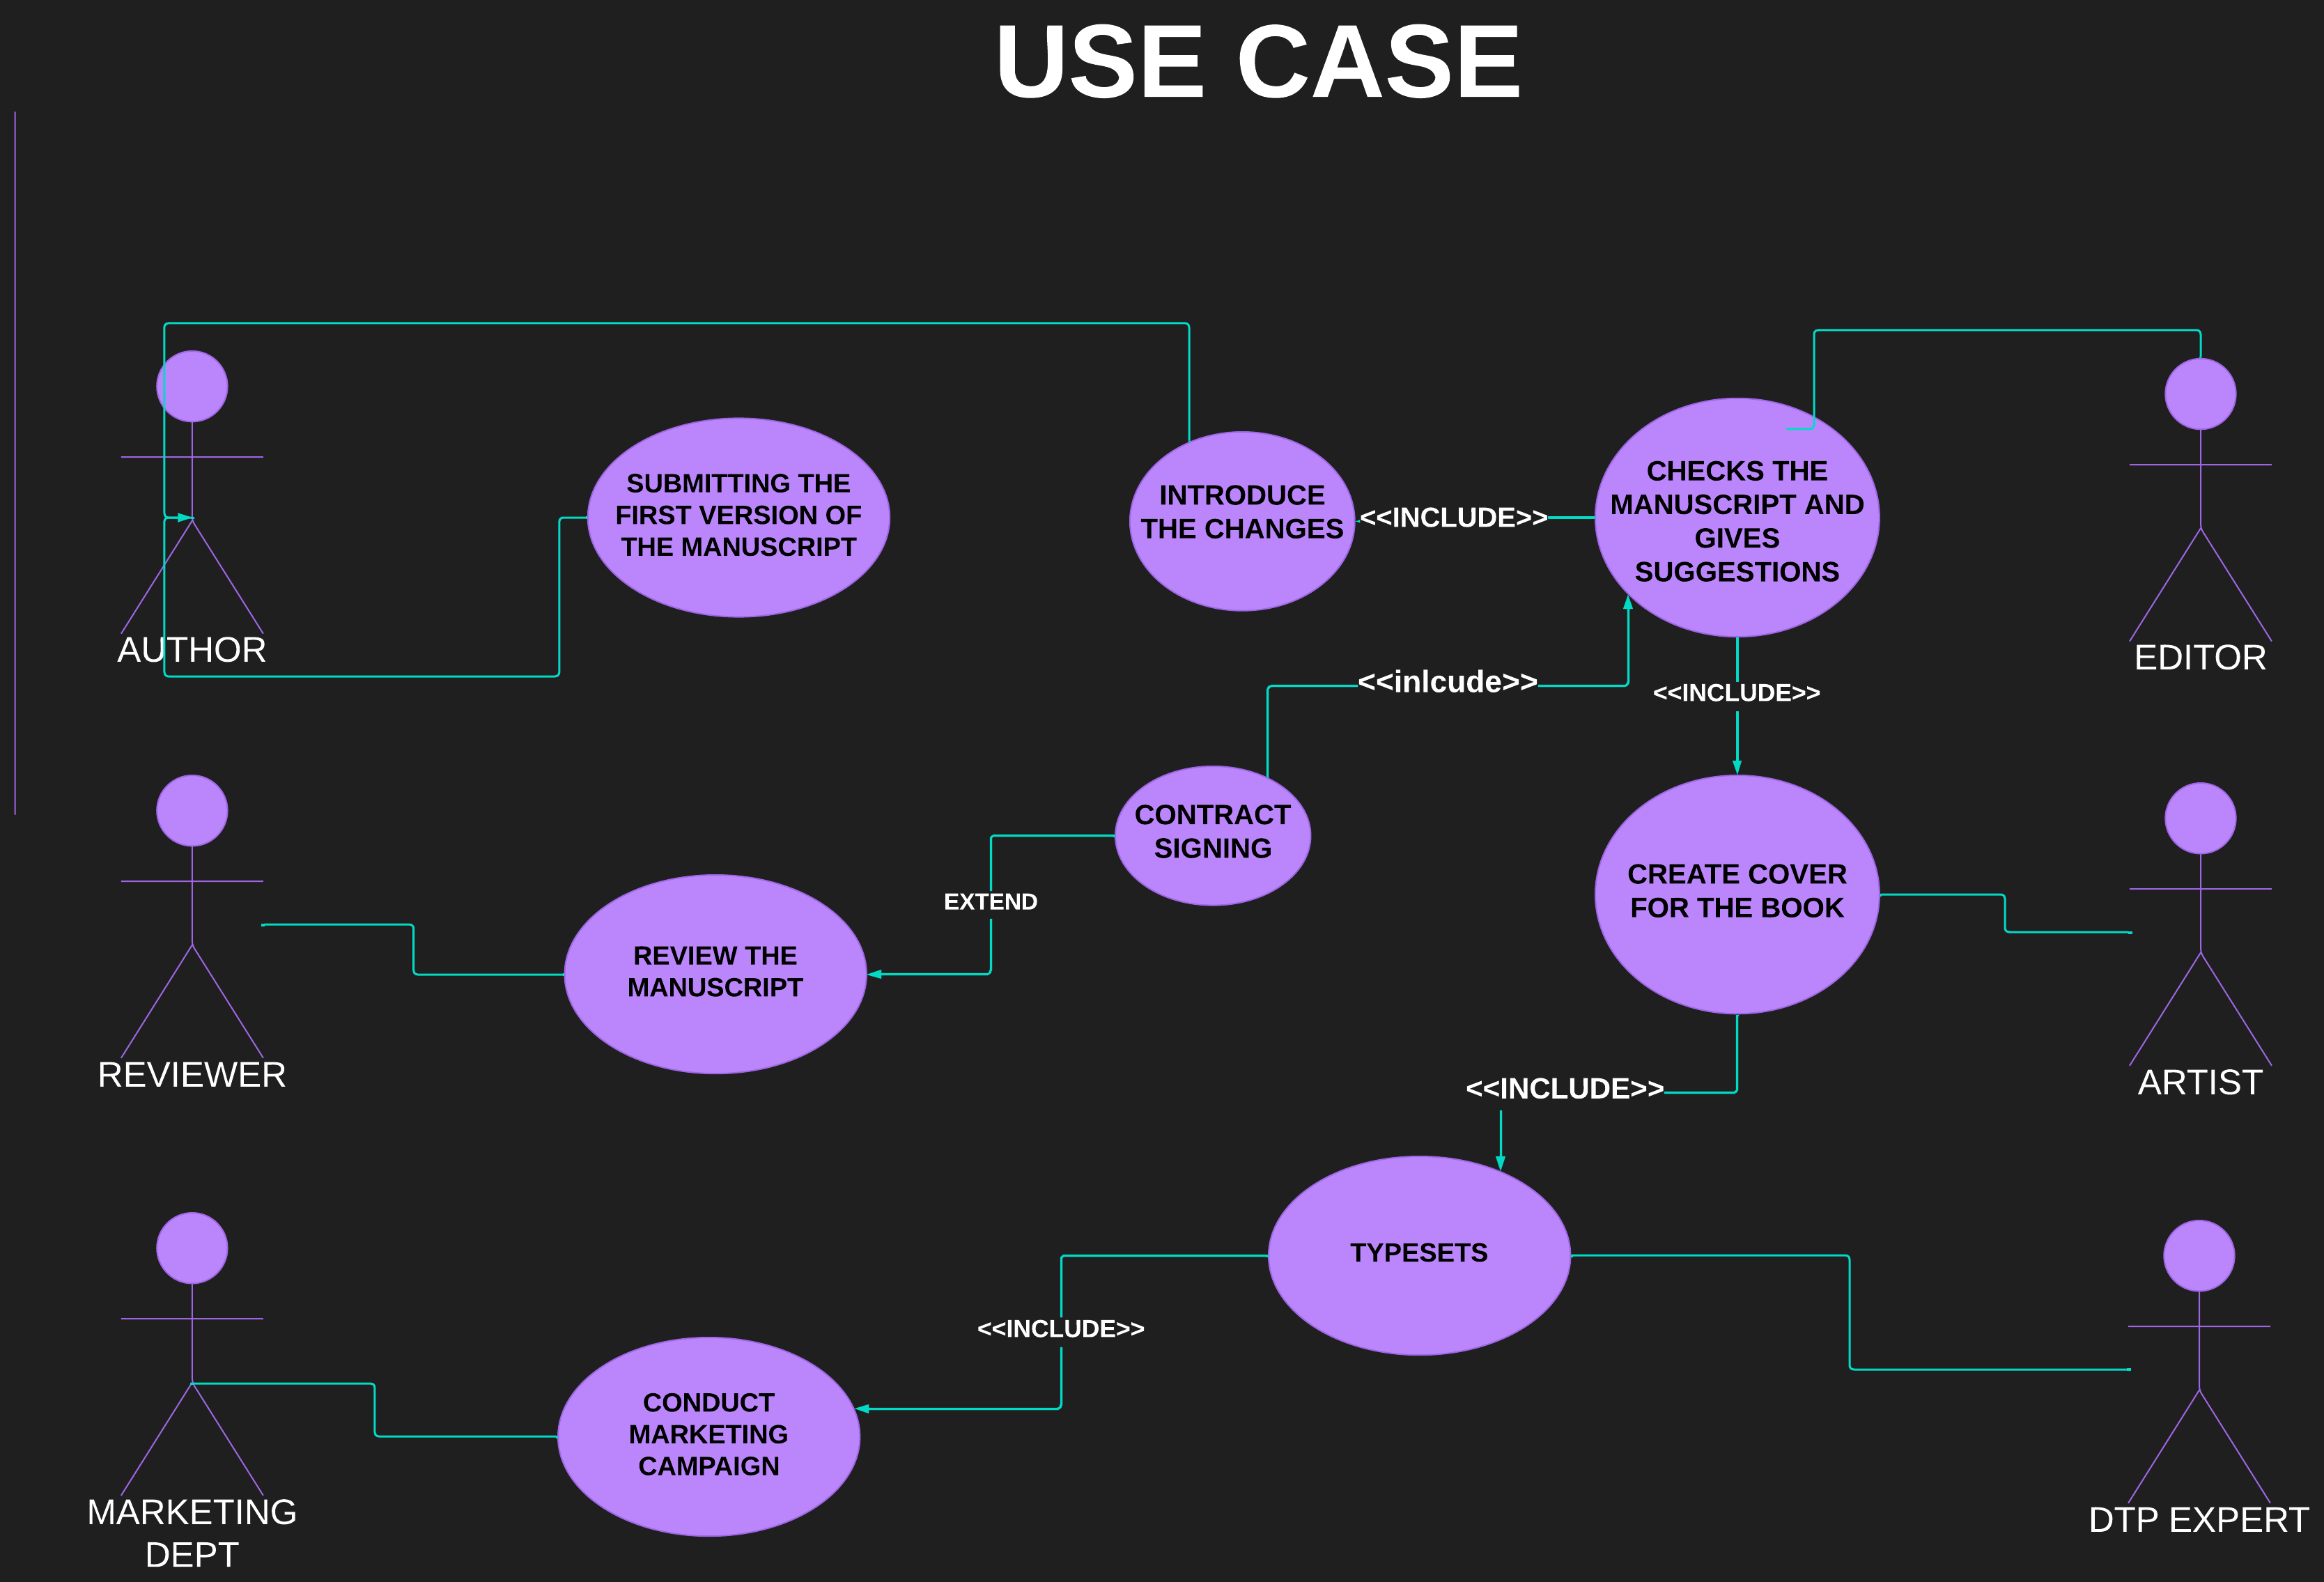 USE CASE
SUBMITTING THE
FIRST VERSION OF
THE MANUSCRIPT
INTRODUCE
THE CHANGES
<<INCLUDE>>
CHECKS THE
MANUSCRIPT AND
GIVES
SUGGESTIONS
AUTHOR
EDITOR
<<inlcude>>
<<INCLUDE>>
CONTRACT
SIGNING
EXTEND
CREATE COVER
FOR THE BOOK
REVIEW THE
MANUSCRIPT
REVIEWER
ARTIST
<<INCLUDE>>
TYPESETS
<<INCLUDE>>
CONDUCT
MARKETING
CAMPAIGN
MARKETING
DEPT
DTP EXPERT